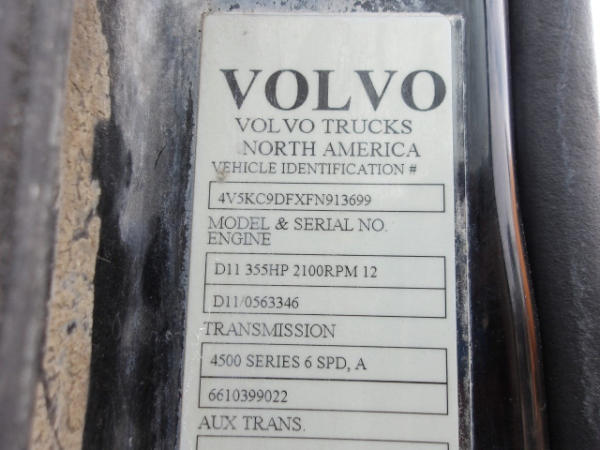 VOLVO
VOLVO TRUCKS
NORTH AMERICA
VEHICLE IDENTIFICATION #
4V5KC9DFXFN913699
MODEL & SERIAL NO.
ENGINE
D11 355HP 2100RPM 12
D11/0563346
TRANSMISSION
4500 SERIES 6 SPD, A
6610399022
AUX TRANS.